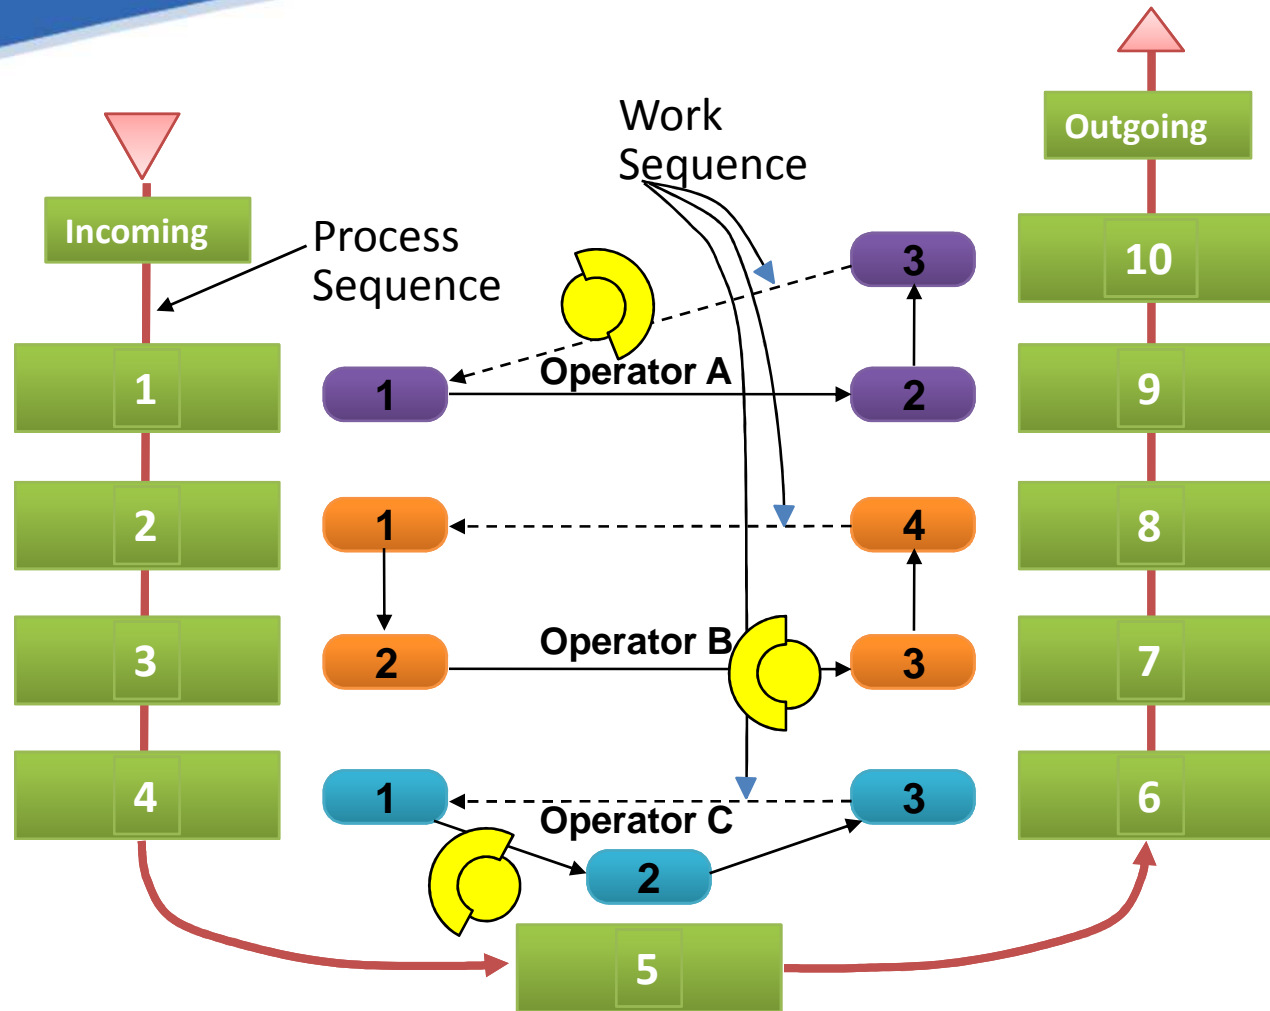 Work
Sequence
Outgoing
Incoming
Process
Sequence
3
10
Operator A
1
1
2
9
2
1
4
8
Operator B
3
2
3
7
4
1
3
6
Operator C
2
5